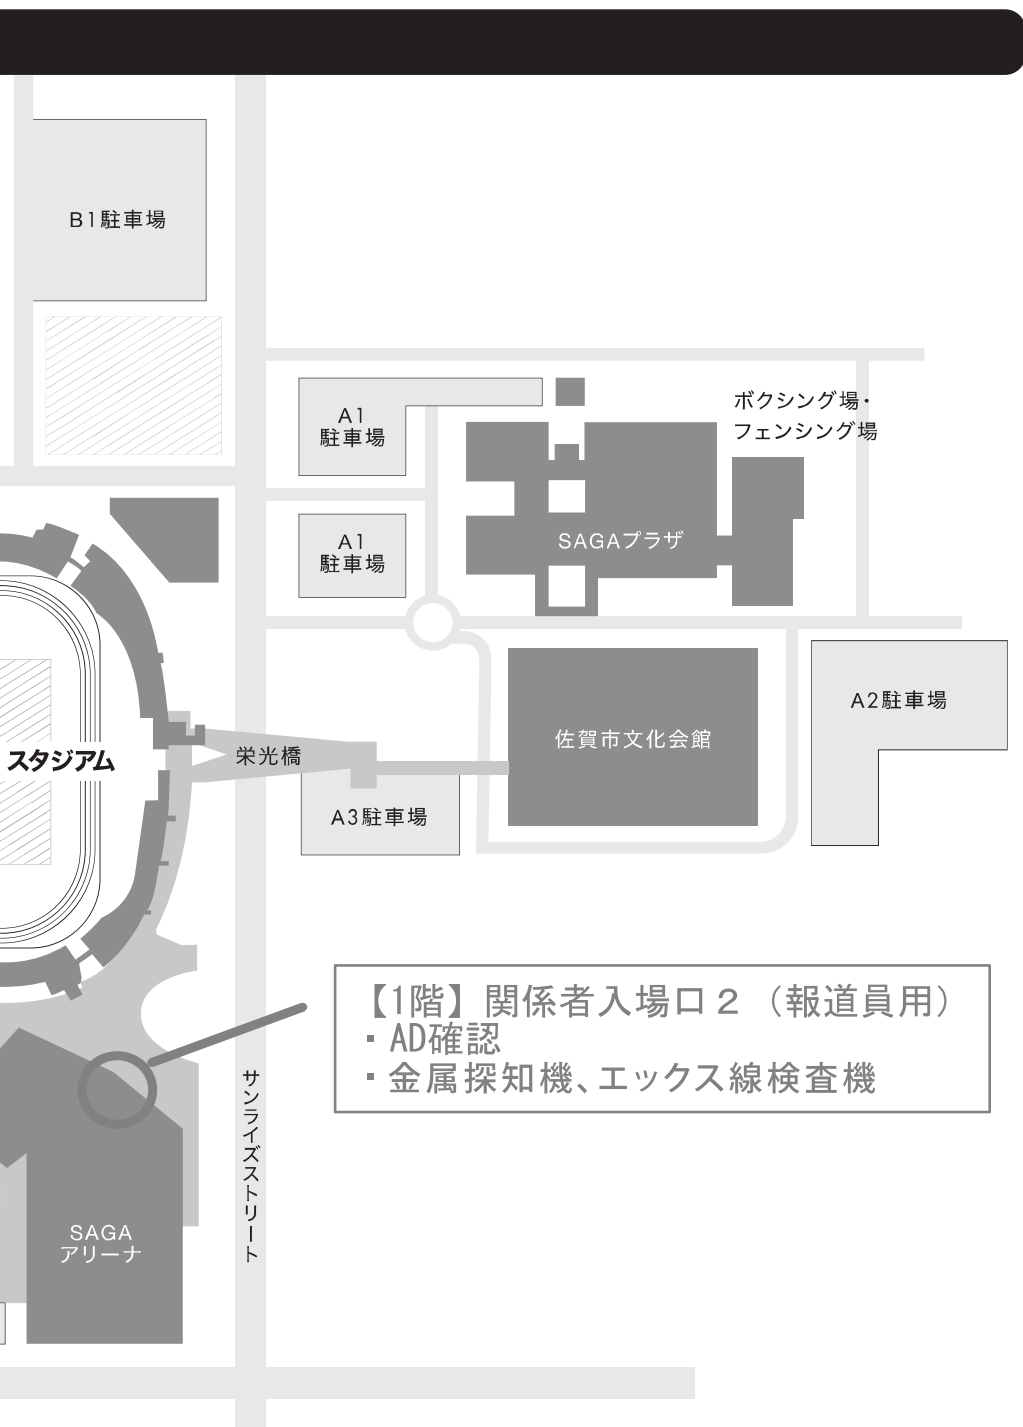 B1駐車場
A1
駐車場
ボクシング場・
フェンシング場
A1
駐車場
SAGAプラザ
A2駐車場
佐賀市文化会館
スタジアム
栄光橋
A3駐車場
【1階】関係者入場口２（報道員用）
・AD確認
・金属探知機、エックス線検査機
サンライズストリート
SAGA
アリーナ